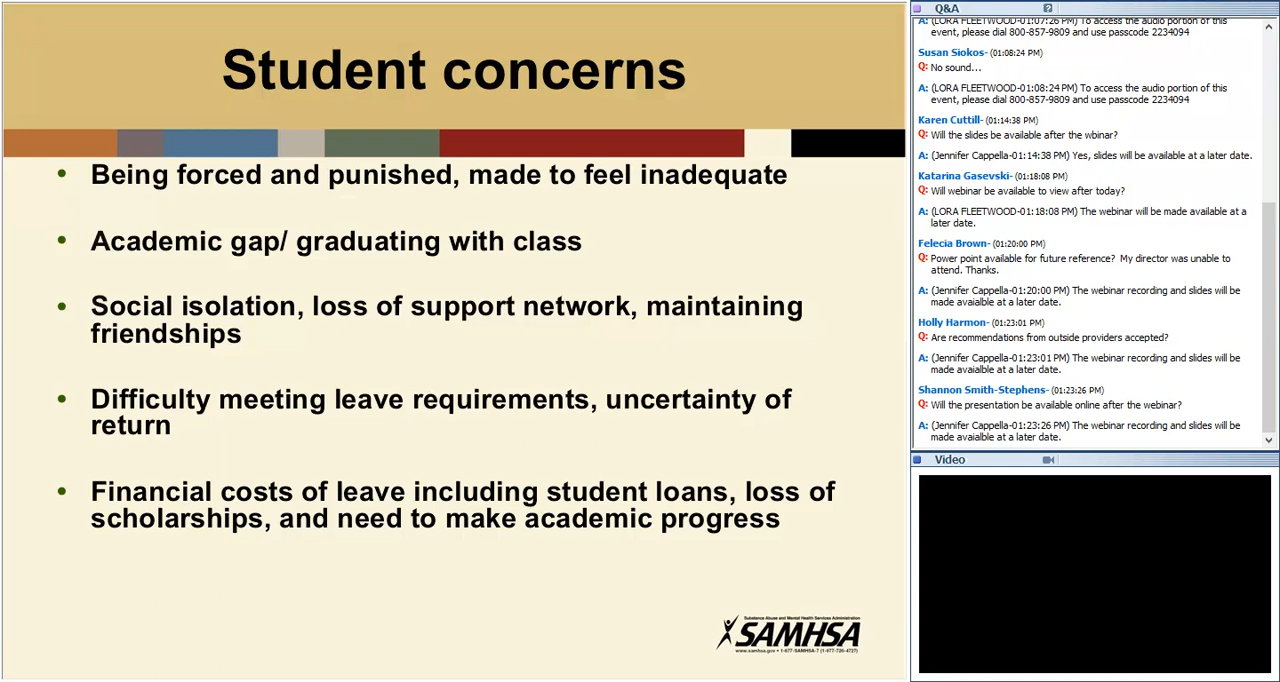 Student concerns
• Being forced and punished, made to feel inadequate
• Academic gap/ graduating with class
• Social isolation, loss of support network, maintaining
friendships
• Difficulty meeting leave requirements, uncertainty of
return
• Financial costs of leave including student loans, loss of
scholarships, and need to make academic progress
Substance Abuse and Mental Health Services Administration
SAMHSA
www.samhsa.gov • 1-877-SAMHSA-7 (1-877-726-4727)
Q&A
A: (LORA FLEETWOOD-01:07:26 PM) To access the audio portion of this
event, please dial 800-857-9809 and use passcode 2234094
Susan Siokos- (01:08:24 PM)
Q: No sound...
A: (LORA FLEETWOOD-01:08:24 PM) To access the audio portion of this
event, please dial 800-857-9809 and use passcode 2234094
Karen Cuttill- (01:14:38 PM)
Q: Will the slides be available after the wbinar?
A: (Jennifer Cappella-01:14:38 PM) Yes, slides will be available at a later date.
Katarina Gasevski- (01:18:08 PM)
Q: Will webinar be available to view after today?
A: (LORA FLEETWOOD-01:18:08 PM) The webinar will be made available at a
later date.
Felecia Brown- (01:20:00 PM)
Q: Power point available for future reference? My director was unable to
attend. Thanks.
A: (Jennifer Cappella-01:20:00 PM) The webinar recording and slides will be
made avaialble at a later date.
Holly Harmon- (01:23:01 PM)
Q: Are recommendations from outside providers accepted?
A: (Jennifer Cappella-01:23:01 PM) The webinar recording and slides will be
made avaialble at a later date.
Shannon Smith-Stephens- (01:23:26 PM)
Q: Will the presentation be available online after the webinar?
A: (Jennifer Cappella-01:23:26 PM) The webinar recording and slides will be
made avaialble at a later date.
Video